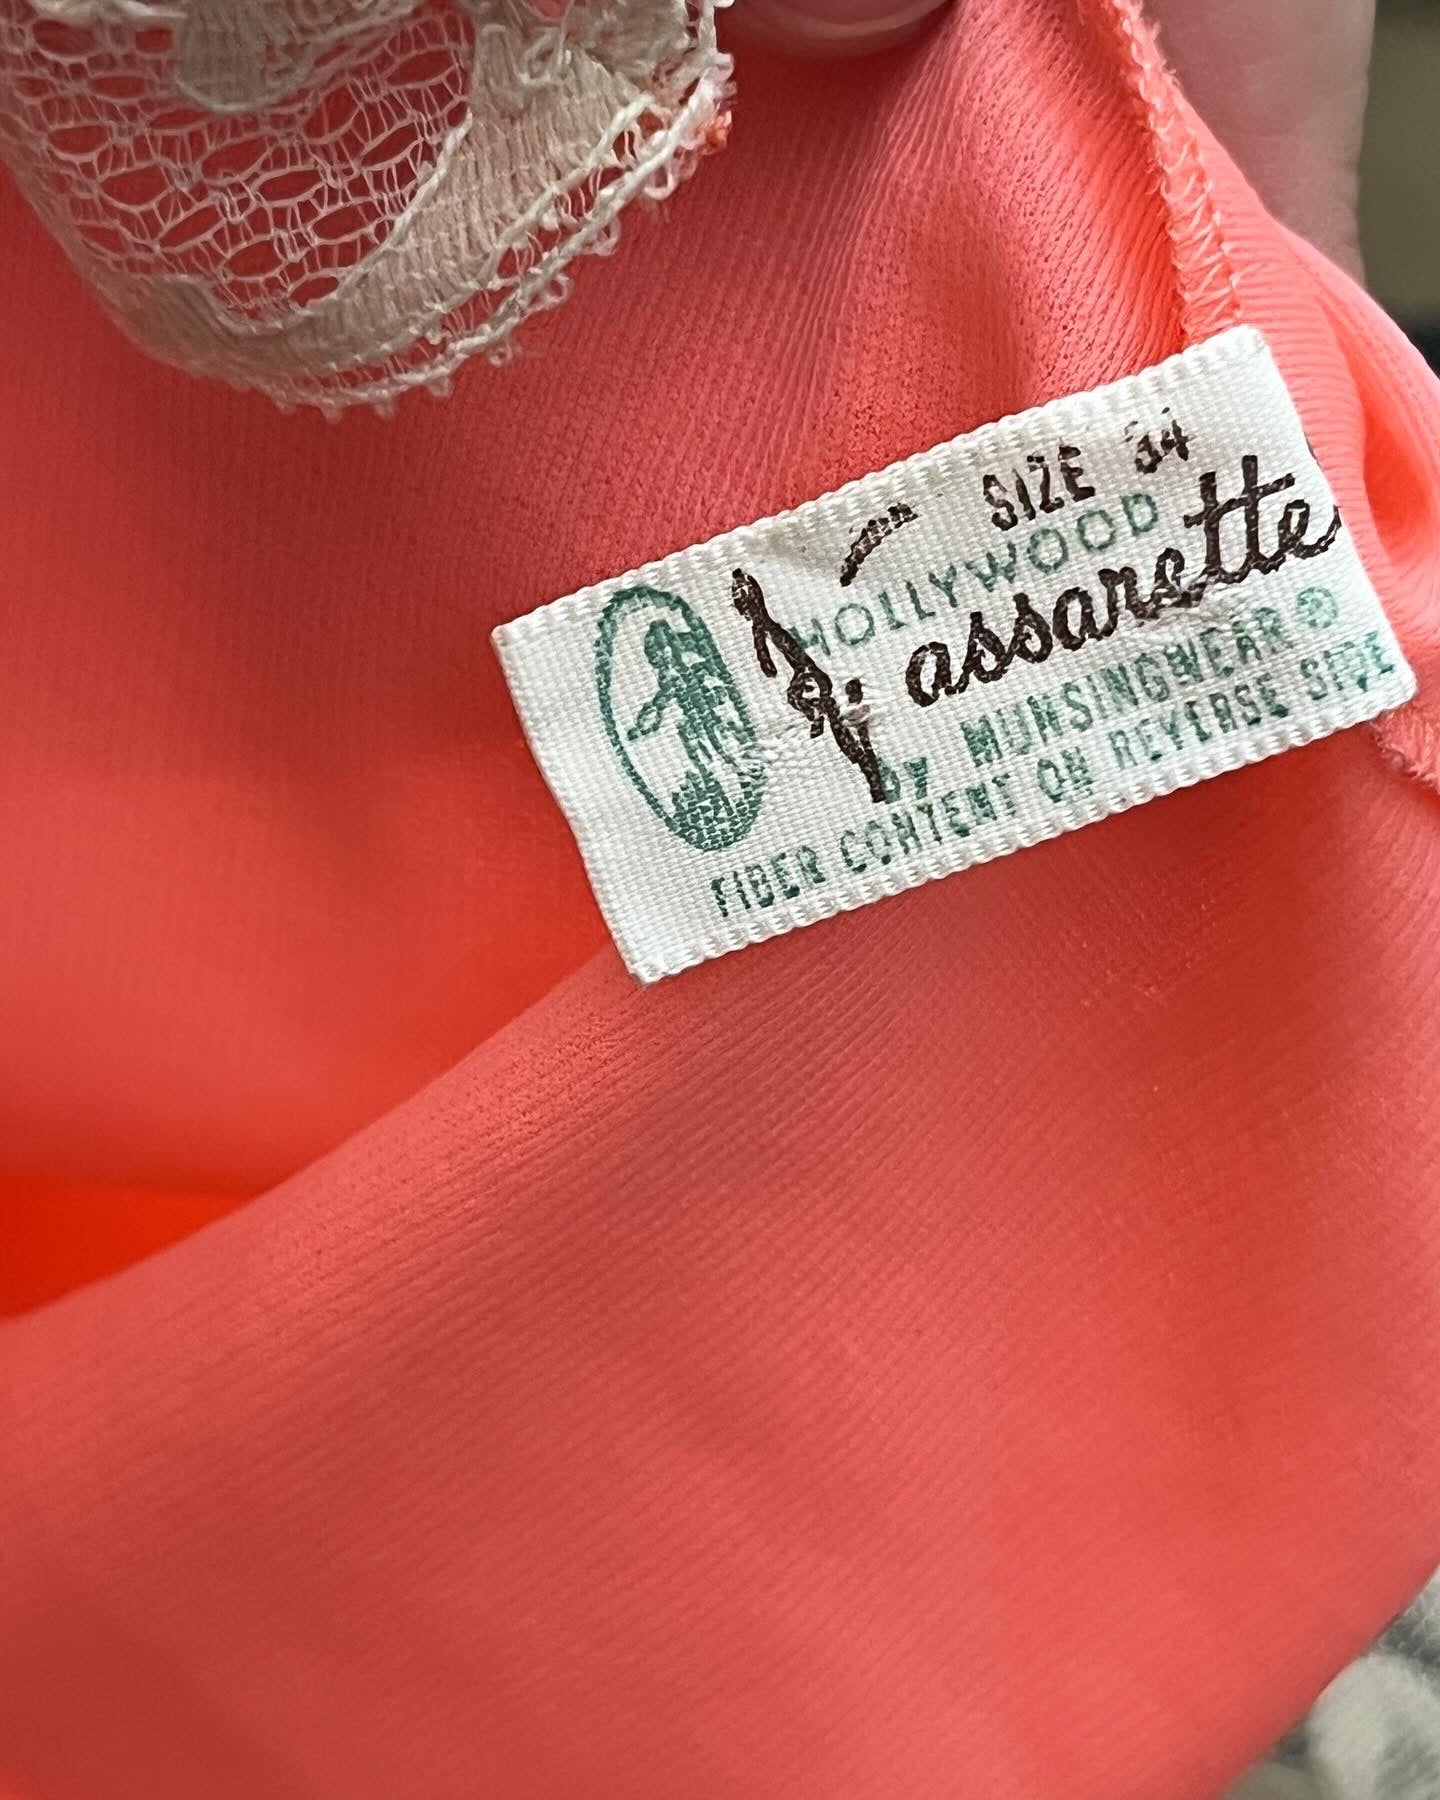 SIZE 34
HOLLYWOOD
Vassarette
by MUNSINGWEAR®
FIBER CONTENT ON REVERSE SIDE